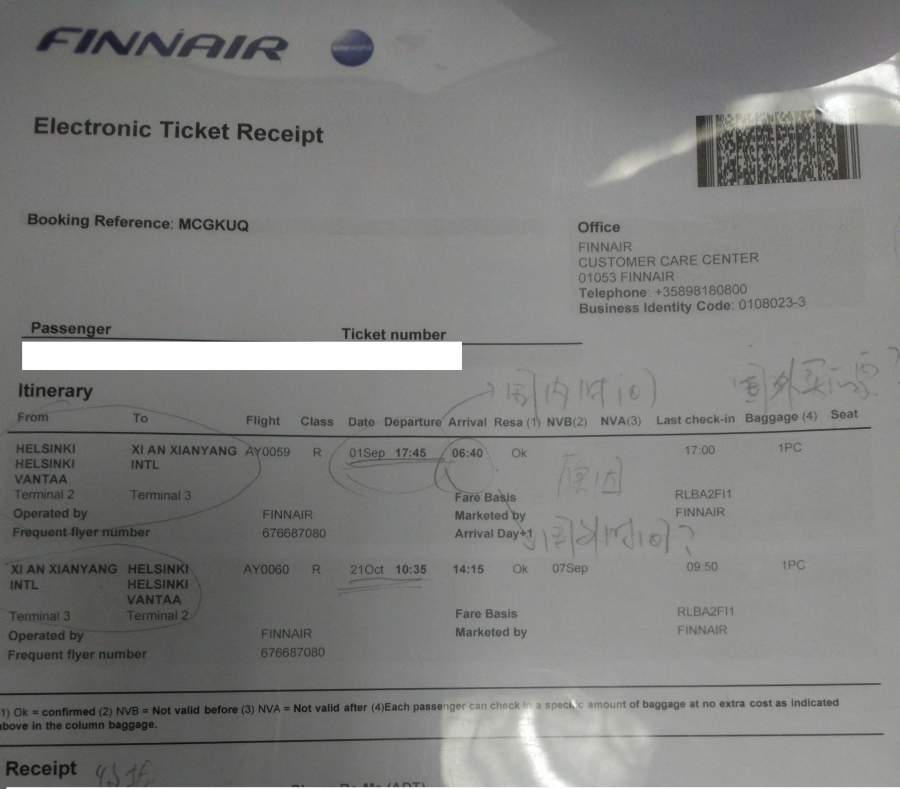 FINNAIR
Electronic Ticket Receipt
Booking Reference: MCGKUQ
Office
FINNAIR
CUSTOMER CARE CENTER
01053 FINNAIR
Telephone +35898180800
Business Identity Code: 0108023-3
Passenger Ticket number
国内时间 国外买票?
Itinerary
From To Flight Class Date Departure Arrival Resa (1) NVB(2) NVA(3) Last check-in Baggage (4) Seat
HELSINKI XI AN XIANYANG AY0059 R 01Sep 17:45 06:40 Ok 17:00 1PC
HELSINKI INTL
VANTAA
原因
Terminal 2 Terminal 3 Fare Basis RLBA2FI1
Operated by FINNAIR Marketed by FINNAIR
Frequent flyer number 676687080 Arrival Day+1
XI AN XIANYANG HELSINKI AY0060 R 21Oct 10:35 14:15 Ok 07Sep 09:50 1PC
INTL HELSINKI
VANTAA
Terminal 3 Terminal 2 Fare Basis RLBA2FI1
Operated by FINNAIR Marketed by FINNAIR
Frequent flyer number 676687080
1) Ok = confirmed (2) NVB = Not valid before (3) NVA = Not valid after (4)Each passenger can check in a specific amount of baggage at no extra cost as indicated
above in the column baggage.
Receipt